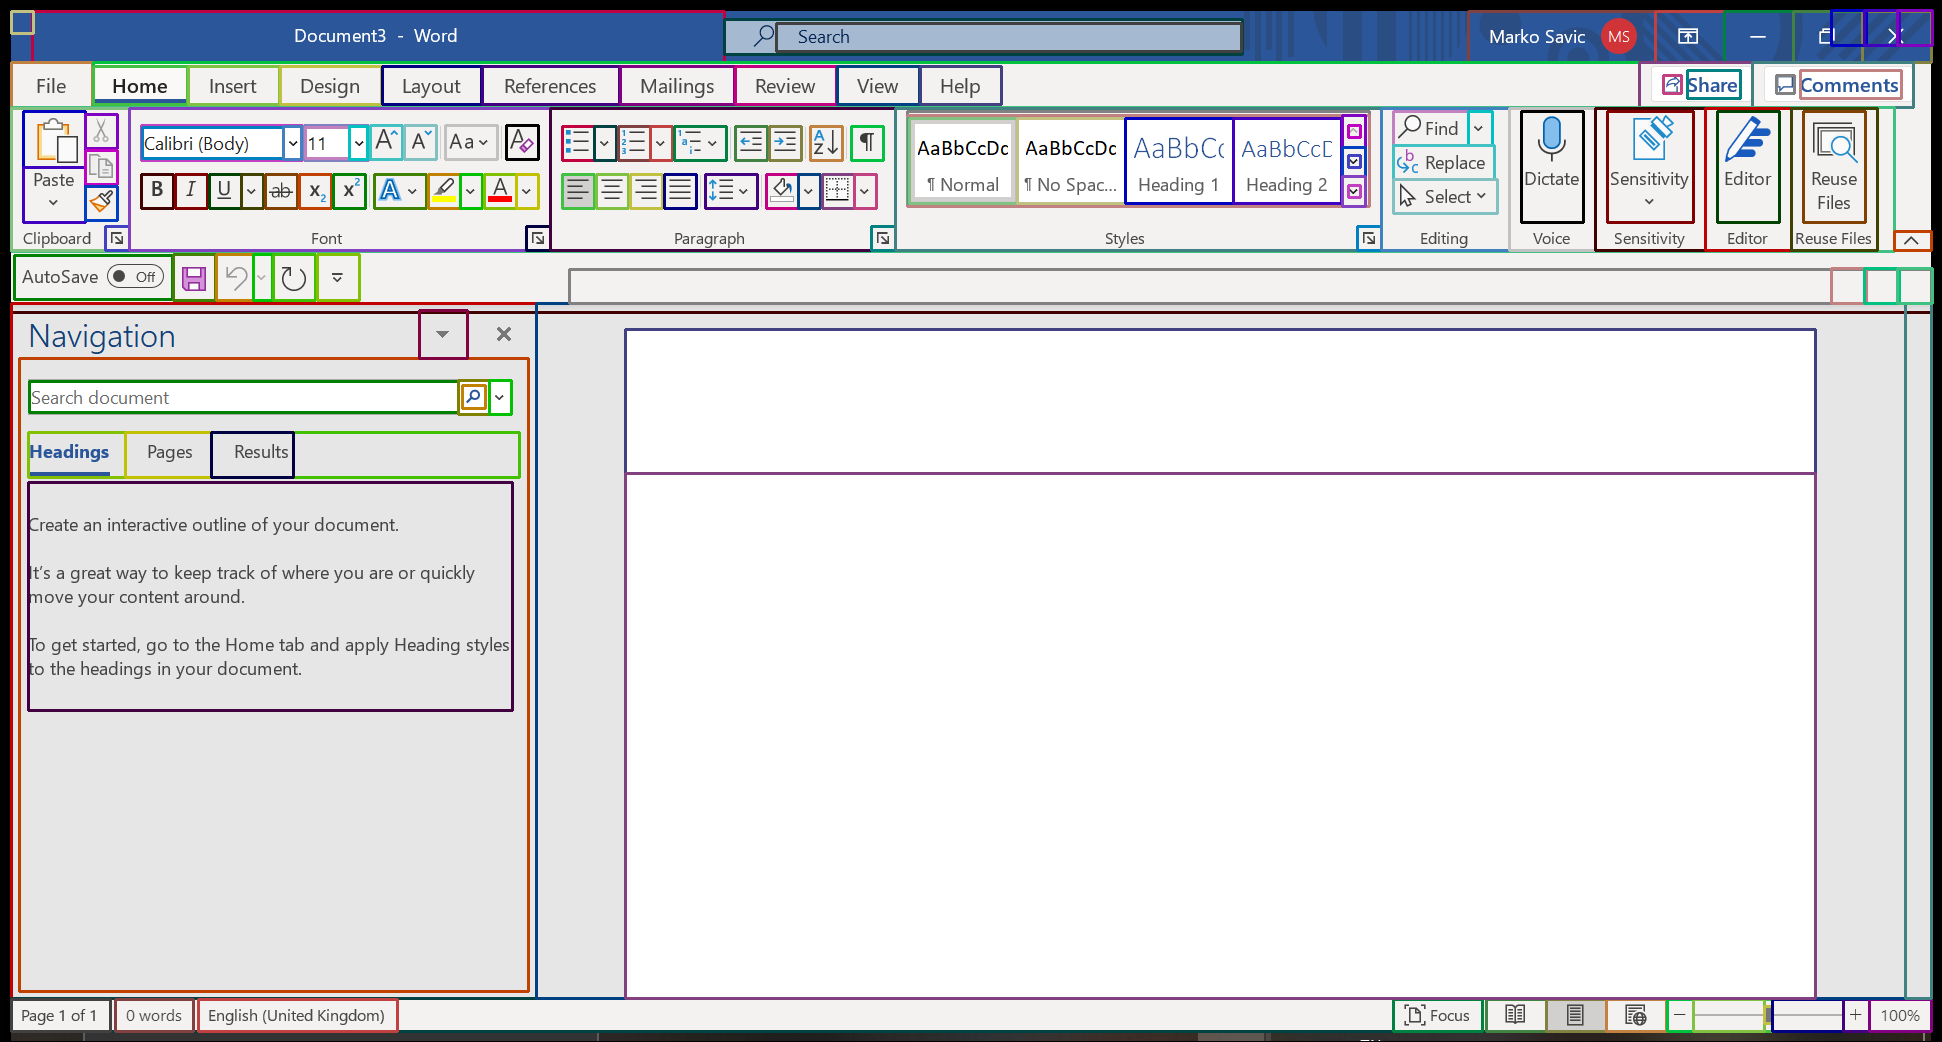 Document3 - Word
Search
Marko Savic MS
File Home Insert Design Layout References Mailings Review View Help
Share Comments
Paste
Clipboard
Calibri (Body) 11
A A Aa A
B I U ab x2 x2 A A
Font
Paragraph
AaBbCcDc AaBbCcDc AaBbCc AaBbCcD
¶ Normal ¶ No Spac... Heading 1 Heading 2
Styles
Find
Replace
Select
Editing
Dictate
Voice
Sensitivity
Sensitivity
Editor
Editor
Reuse
Files
Reuse Files
AutoSave Off
Navigation
Search document
Headings Pages Results
Create an interactive outline of your document.
It's a great way to keep track of where you are or quickly
move your content around.
To get started, go to the Home tab and apply Heading styles
to the headings in your document.
Page 1 of 1 0 words English (United Kingdom) Focus 100%